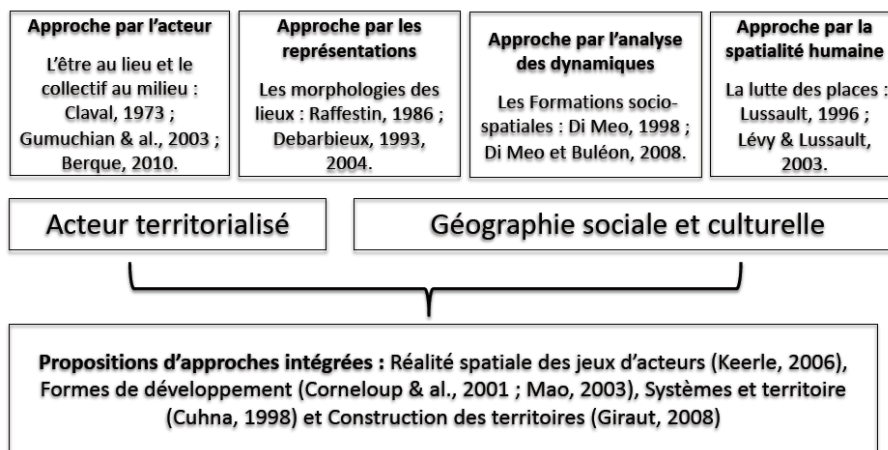 Approche par l'acteur
L'être au lieu et le
collectif au milieu :
Claval, 1973 ;
Gumuchian & al., 2003 ;
Berque, 2010.
Approche par les
représentations
Les morphologies des
lieux : Raffestin, 1986 ;
Debarbieux, 1993,
2004.
Approche par l'analyse
des dynamiques
Les Formations socio-
spatiales : Di Meo, 1998 ;
Di Meo et Buléon, 2008.
Approche par la
spatialité humaine
La lutte des places :
Lussault, 1996 ;
Lévy & Lussault,
2003.
Acteur territorialisé
Géographie sociale et culturelle
Propositions d'approches intégrées : Réalité spatiale des jeux d'acteurs (Keerle, 2006),
Formes de développement (Corneloup & al., 2001 ; Mao, 2003), Systèmes et territoire
(Cuhna, 1998) et Construction des territoires (Giraut, 2008)